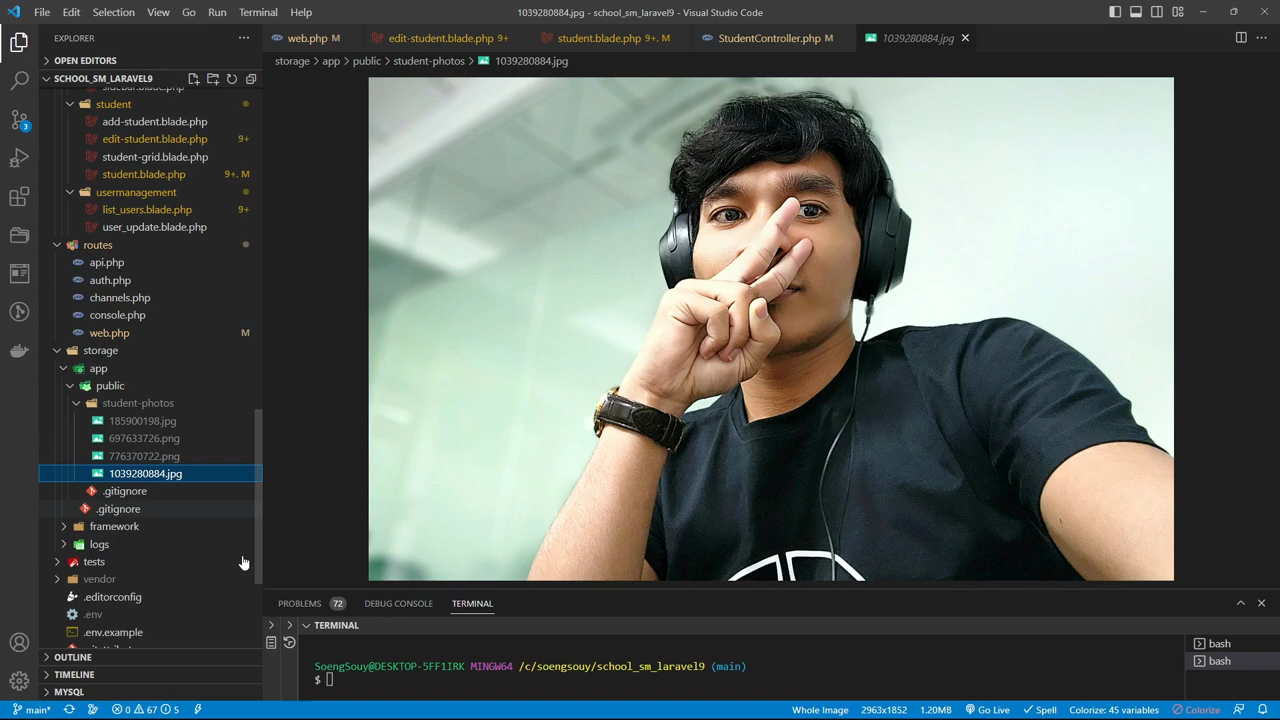 File Edit Selection View Go Run Terminal Help
1039280884.jpg - school_sm_laravel9 - Visual Studio Code
EXPLORER
web.php M
edit-student.blade.php 9+
student.blade.php 9+, M
StudentController.php M
1039280884.jpg
OPEN EDITORS
storage > app > public > student-photos > 1039280884.jpg
SCHOOL_SM_LARAVEL9
sidebar.blade.php
student
add-student.blade.php
edit-student.blade.php 9+
student-grid.blade.php
student.blade.php 9+, M
usermanagement
list_users.blade.php 9+
user_update.blade.php
routes
api.php
auth.php
channels.php
console.php
web.php M
storage
app
public
student-photos
185900198.jpg
697633726.png
776370722.png
1039280884.jpg
.gitignore
.gitignore
framework
logs
tests
vendor
.editorconfig
.env
.env.example
OUTLINE
TIMELINE
MYSQL
3
PROBLEMS 72 DEBUG CONSOLE TERMINAL
TERMINAL
SoengSouy@DESKTOP-5FF1IRK MINGW64 /c/soengsouy/school_sm_laravel9 (main)
$
bash
bash
main* 0 67 5 Whole Image 2963x1852 1.20MB Go Live Spell Colorize: 45 variables Colorize